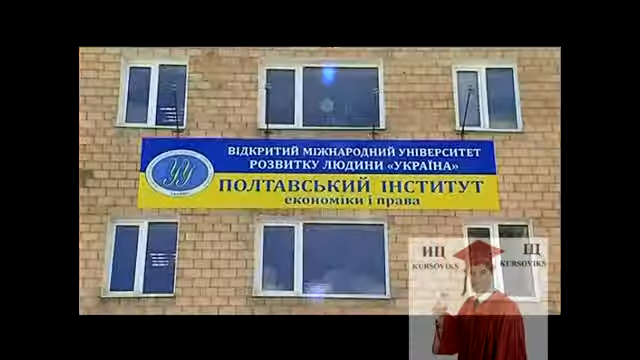 ВІДКРИТИЙ МІЖНАРОДНИЙ УНІВЕРСИТЕТ
РОЗВИТКУ ЛЮДИНИ «УКРАЇНА»
ПОЛТАВСЬКИЙ ІНСТИТУТ
економіки і права
ИЦ
KURSOVIKS
Щ
KURSOVIKS